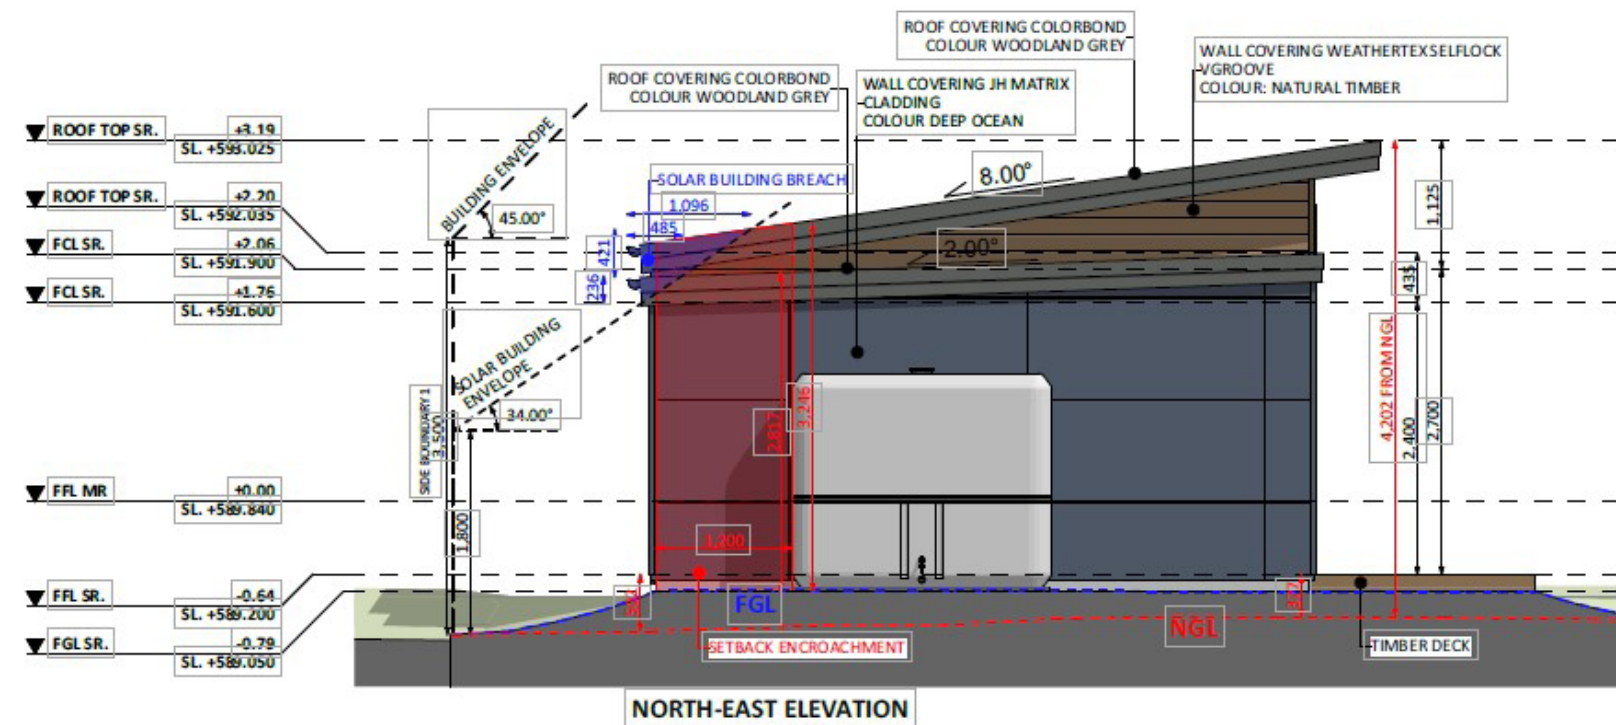 ROOF COVERING COLORBOND
COLOUR WOODLAND GREY
WALL COVERING WEATHERTEX SELFLOCK
VGROOVE
COLOUR: NATURAL TIMBER
ROOF COVERING COLORBOND
COLOUR WOODLAND GREY
WALL COVERING JH MATRIX
CLADDING
COLOUR DEEP OCEAN
ROOF TOP SR.
+3.19
SL. +593.025
ROOF TOP SR.
+2.20
SL. +592.035
FCL SR.
+2.06
SL. +591.900
FCL SR.
+1.76
SL. +591.600
FFL MR
+0.00
SL. +589.840
FFL SR.
-0.64
SL. +589.200
FGL SR.
-0.79
SL. +589.050
BUILDING ENVELOPE
45.00°
SOLAR BUILDING BREACH
1,096
485
421
236
SOLAR BUILDING
ENVELOPE
34.00°
SIDE BOUNDAIRY 1
3,500
1,800
8.00°
2.00°
2,817
3,246
1,200
FGL
NGL
SETBACK ENCROACHMENT
4,202 FROM NGL
1,125
435
2,400
2,700
TIMBER DECK
NORTH-EAST ELEVATION